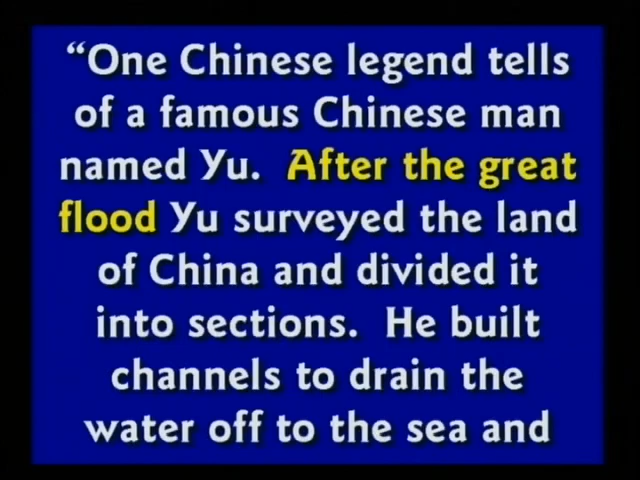 “One Chinese legend tells
of a famous Chinese man
named Yu.  After the great
flood Yu surveyed the land
of China and divided it
into sections.  He built
channels to drain the
water off to the sea and